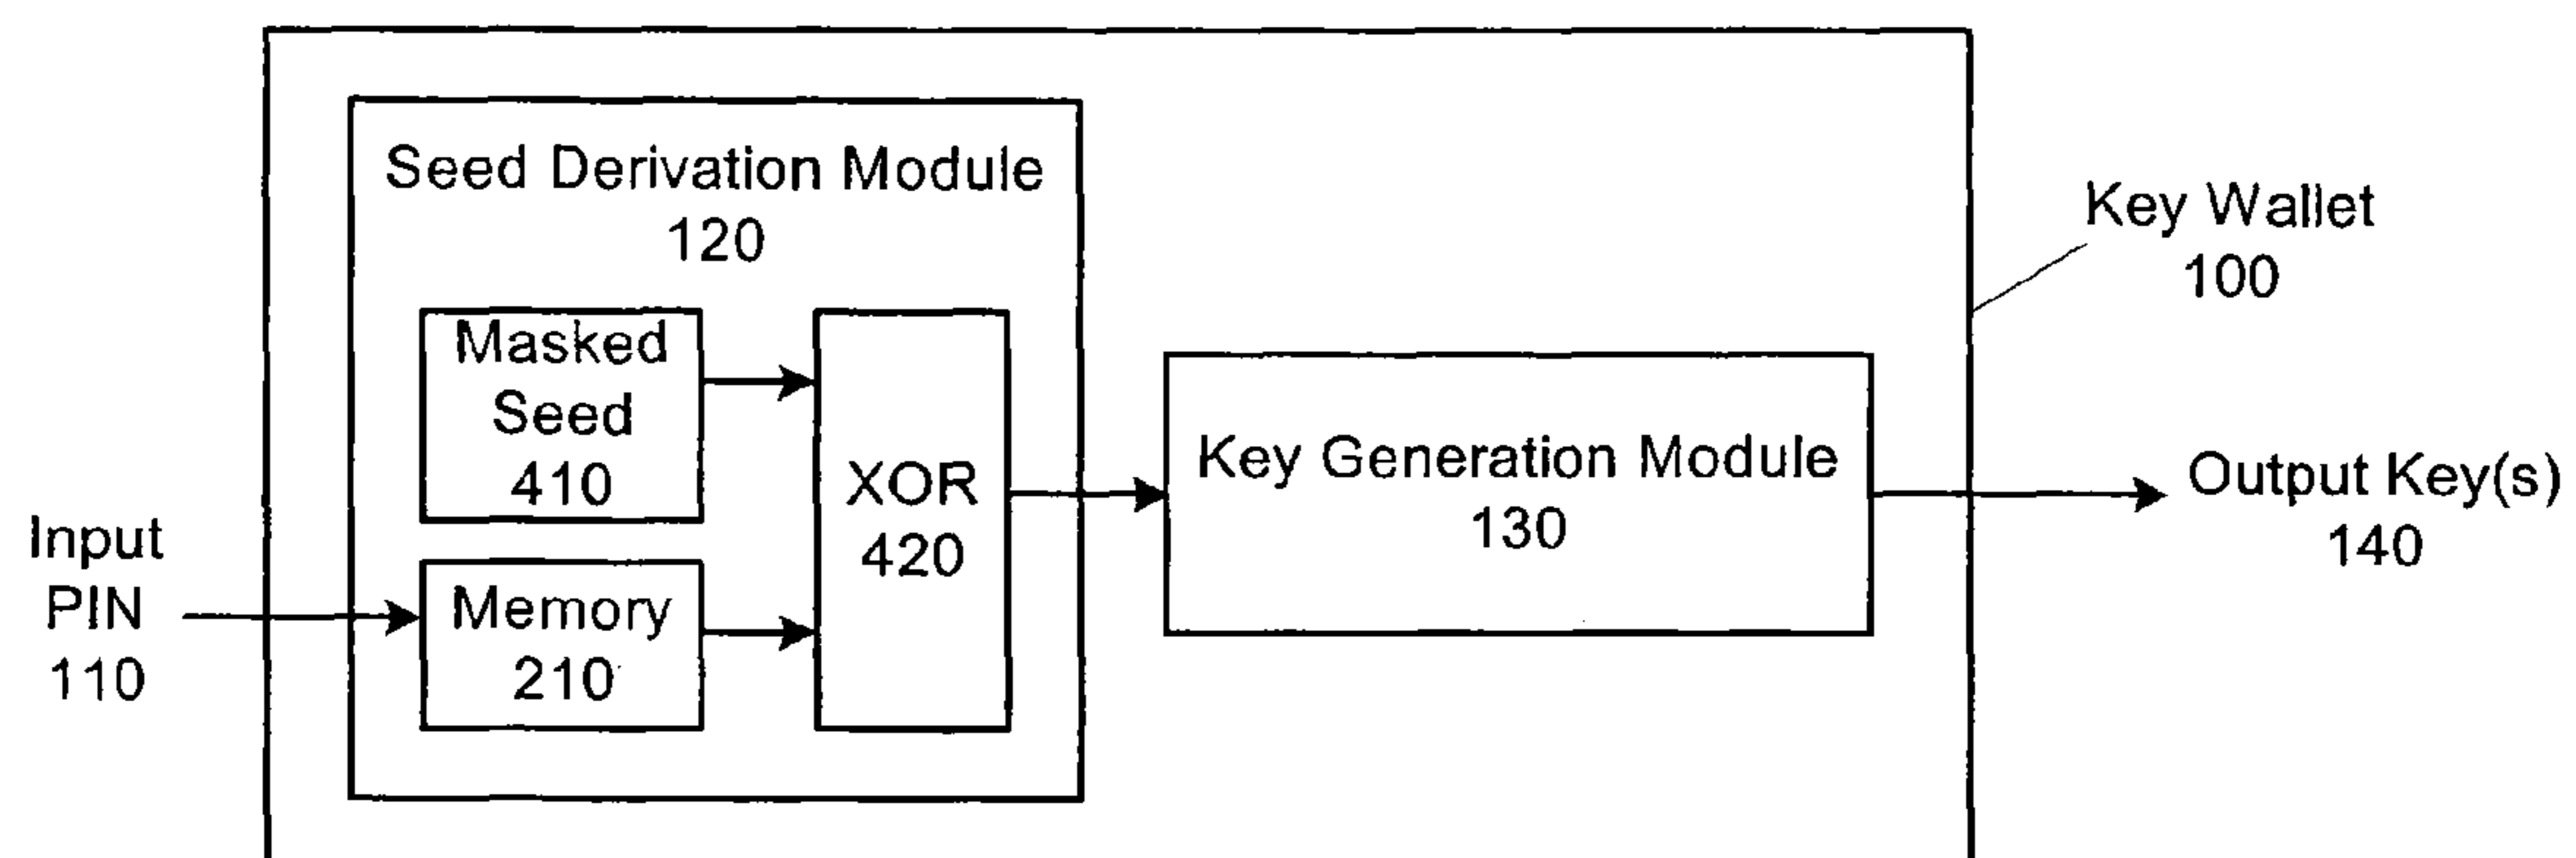 Seed Derivation Module
120
Key Wallet
100
Masked
Seed
410
XOR
420
Key Generation Module
130
Output Key(s)
140
Input
PIN
110
Memory
210